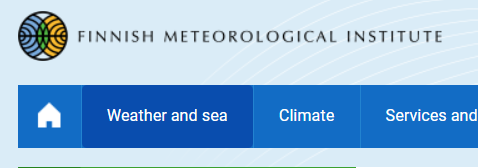 FINNISH METEOROLOGICAL INSTITUTE
Weather and sea Climate Services and